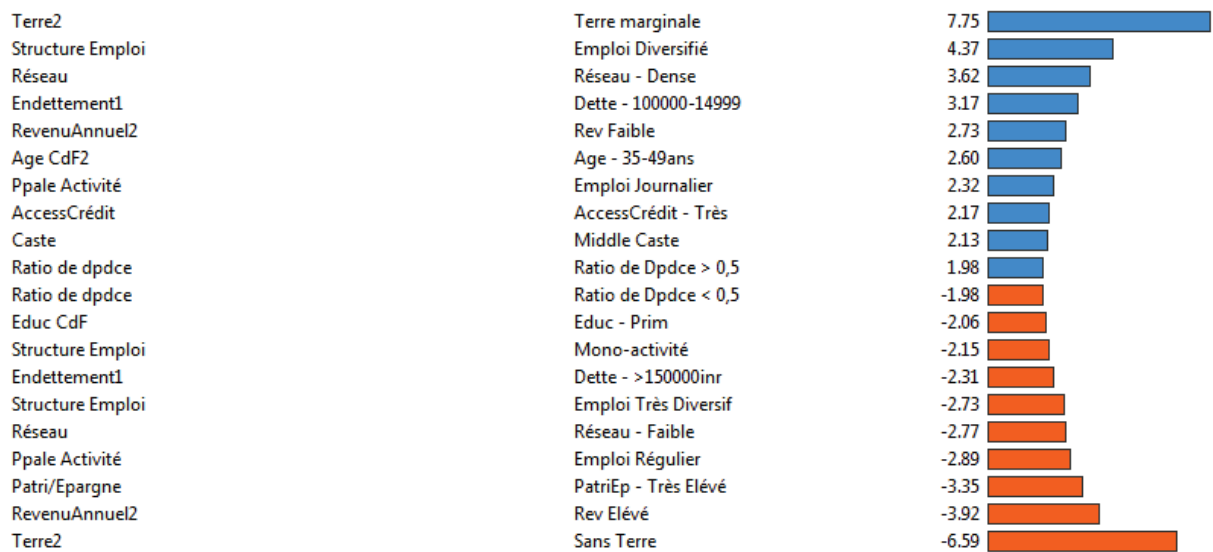 Terre2 Terre marginale 7.75
Structure Emploi Emploi Diversifié 4.37
Réseau Réseau - Dense 3.62
Endettement1 Dette - 100000-14999 3.17
RevenuAnnuel2 Rev Faible 2.73
Age CdF2 Age - 35-49ans 2.60
Ppale Activité Emploi Journalier 2.32
AccessCrédit AccessCrédit - Très 2.17
Caste Middle Caste 2.13
Ratio de dpdce Ratio de Dpdce > 0,5 1.98
Ratio de dpdce Ratio de Dpdce < 0,5 -1.98
Educ CdF Educ - Prim -2.06
Structure Emploi Mono-activité -2.15
Endettement1 Dette - >150000inr -2.31
Structure Emploi Emploi Très Diversif -2.73
Réseau Réseau - Faible -2.77
Ppale Activité Emploi Régulier -2.89
Patri/Epargne PatriEp - Très Elévé -3.35
RevenuAnnuel2 Rev Elévé -3.92
Terre2 Sans Terre -6.59